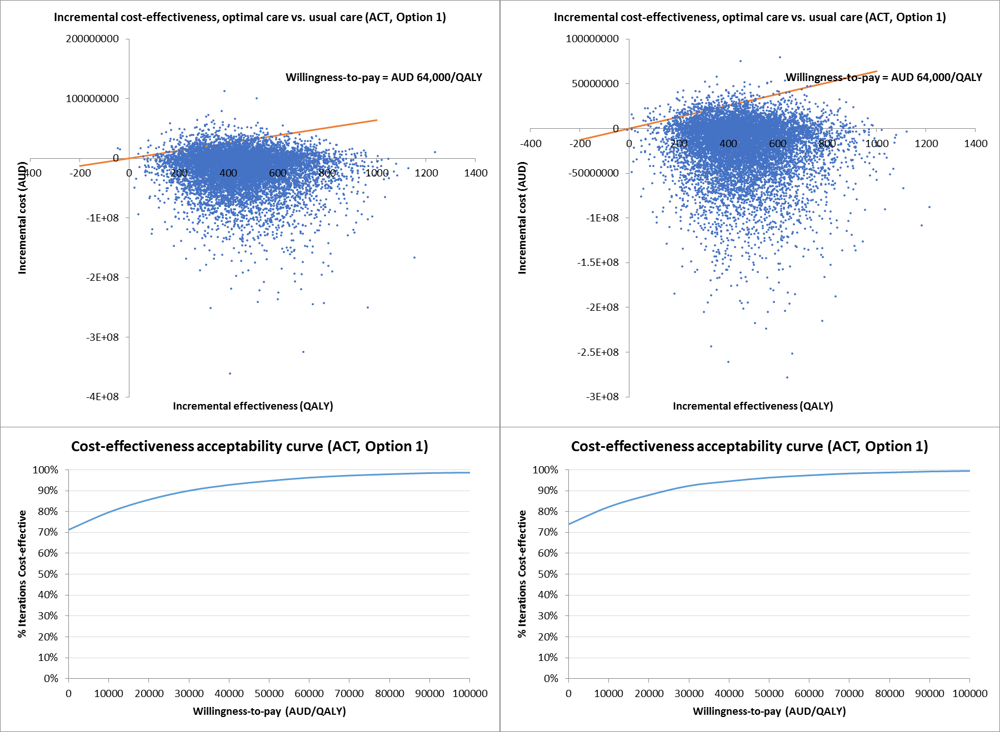 Incremental cost-effectiveness, optimal care vs. usual care (ACT, Option 1)
200000000
Willingness-to-pay = AUD 64,000/QALY
100000000
0
-400 -200 0 200 400 600 800 1000 1200 1400
-1E+08
-2E+08
-3E+08
-4E+08
Incremental cost (AUD)
Incremental effectiveness (QALY)
Incremental cost-effectiveness, optimal care vs. usual care (ACT, Option 1)
100000000
Willingness-to-pay = AUD 64,000/QALY
50000000
0
-400 -200 0 200 400 600 800 1000 1200 1400
-50000000
-1E+08
-1.5E+08
-2E+08
-2.5E+08
-3E+08
Incremental cost (AUD)
Incremental effectiveness (QALY)
Cost-effectiveness acceptability curve (ACT, Option 1)
100%
90%
80%
70%
60%
50%
40%
30%
20%
10%
0%
% Iterations Cost-effective
0 10000 20000 30000 40000 50000 60000 70000 80000 90000 100000
Willingness-to-pay (AUD/QALY)
Cost-effectiveness acceptability curve (ACT, Option 1)
100%
90%
80%
70%
60%
50%
40%
30%
20%
10%
0%
% Iterations Cost-effective
0 10000 20000 30000 40000 50000 60000 70000 80000 90000 100000
Willingness-to-pay (AUD/QALY)